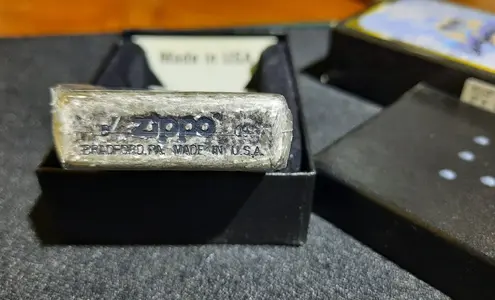 Made in USA
Zippo
BRADFORD, PA. MADE IN U.S.A.